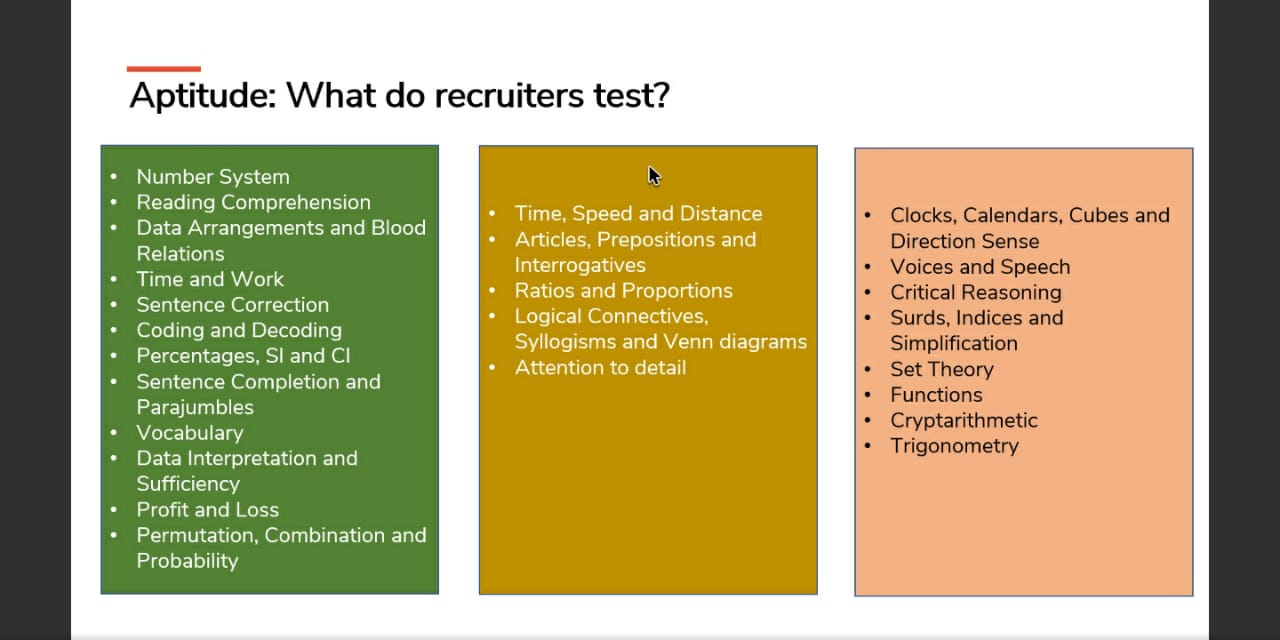 Aptitude: What do recruiters test?
• Number System
• Reading Comprehension
• Data Arrangements and Blood
Relations
• Time and Work
• Sentence Correction
• Coding and Decoding
• Percentages, SI and CI
• Sentence Completion and
Parajumbles
• Vocabulary
• Data Interpretation and
Sufficiency
• Profit and Loss
• Permutation, Combination and
Probability
• Time, Speed and Distance
• Articles, Prepositions and
Interrogatives
• Ratios and Proportions
• Logical Connectives,
Syllogisms and Venn diagrams
• Attention to detail
• Clocks, Calendars, Cubes and
Direction Sense
• Voices and Speech
• Critical Reasoning
• Surds, Indices and
Simplification
• Set Theory
• Functions
• Cryptarithmetic
• Trigonometry